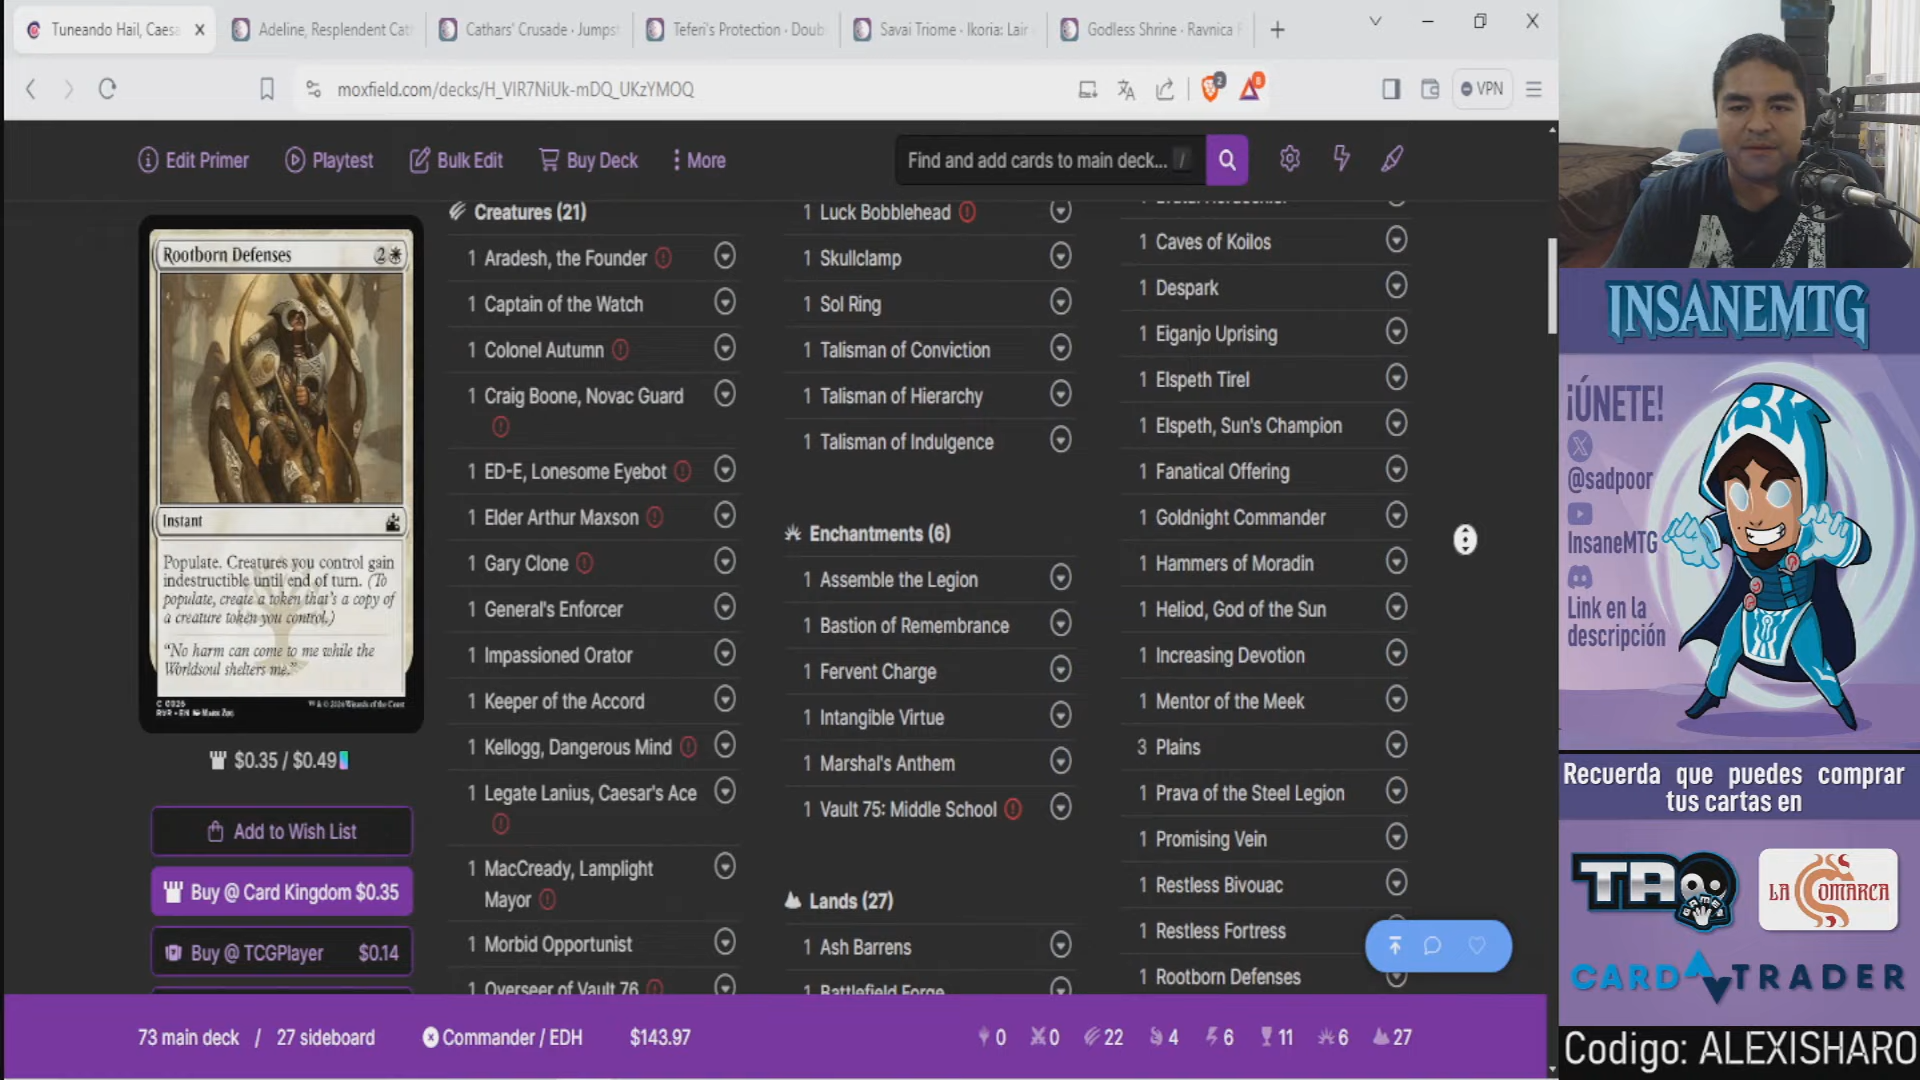 Tuneando Hail, Caesa
Adeline, Resplendent Cat
Cathars' Crusade · Jumpst
Teferi's Protection · Doub
Savai Triome · Ikoria: Lair
Godless Shrine · Ravnica
moxfield.com/decks/H_VIR7NiUk-mDQ_UKzYMOQ
2
8
VPN
Edit Primer
Playtest
Bulk Edit
Buy Deck
More
Find and add cards to main deck... /
Rootborn Defenses 2
Instant
Populate. Creatures you control gain
indestructible until end of turn. (To
populate, create a token that's a copy of
a creature token you control.)
"No harm can come to me while the
Worldsoul shelters me."
$0.35 / $0.49
Add to Wish List
Buy @ Card Kingdom $0.35
Buy @ TCGPlayer $0.14
Creatures (21)
1 Aradesh, the Founder
1 Captain of the Watch
1 Colonel Autumn
1 Craig Boone, Novac Guard
1 ED-E, Lonesome Eyebot
1 Elder Arthur Maxson
1 Gary Clone
1 General's Enforcer
1 Impassioned Orator
1 Keeper of the Accord
1 Kellogg, Dangerous Mind
1 Legate Lanius, Caesar's Ace
1 MacCready, Lamplight
Mayor
1 Morbid Opportunist
1 Overseer of Vault 76
1 Luck Bobblehead
1 Skullclamp
1 Sol Ring
1 Talisman of Conviction
1 Talisman of Hierarchy
1 Talisman of Indulgence
Enchantments (6)
1 Assemble the Legion
1 Bastion of Remembrance
1 Fervent Charge
1 Intangible Virtue
1 Marshal's Anthem
1 Vault 75: Middle School
Lands (27)
1 Ash Barrens
1 Battlefield Forge
1 Caves of Koilos
1 Despark
1 Eiganjo Uprising
1 Elspeth Tirel
1 Elspeth, Sun's Champion
1 Fanatical Offering
1 Goldnight Commander
1 Hammers of Moradin
1 Heliod, God of the Sun
1 Increasing Devotion
1 Mentor of the Meek
3 Plains
1 Prava of the Steel Legion
1 Promising Vein
1 Restless Bivouac
1 Restless Fortress
1 Rootborn Defenses
73 main deck / 27 sideboard
Commander / EDH
$143.97
0
0
22
4
6
11
6
27
INSANEMTG
¡ÚNETE!
@sadpoor
InsaneMTG
Link en la
descripción
Recuerda que puedes comprar
tus cartas en
TAO
GAMES
LA COMARCA
CARD TRADER
Codigo: ALEXISHARO